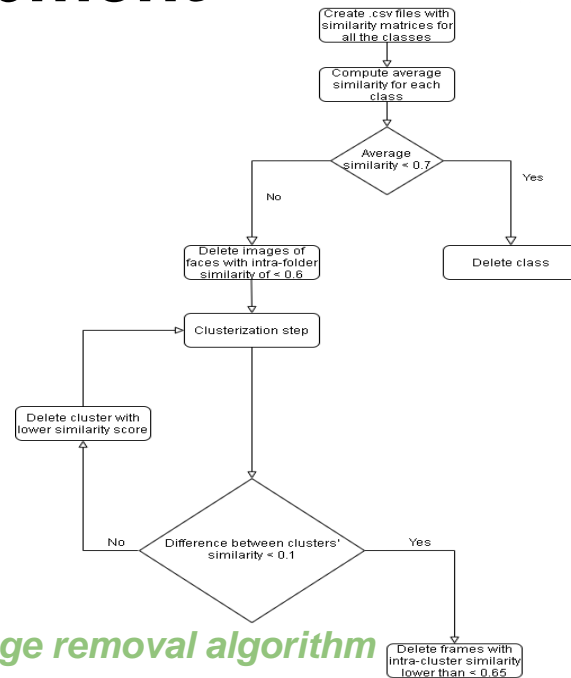 Create .csv files with
similarity matrices for
all the classes
Compute average
similarity for each
class
Average
similarity < 0.7
Yes
No
Delete images of
faces with intra-folder
similarity of < 0.6
Delete class
Clusterization step
Delete cluster with
lower similarity score
Difference between clusters'
similarity < 0.1
No
Yes
ge removal algorithm
Delete frames with
intra-cluster similarity
lower than < 0.65